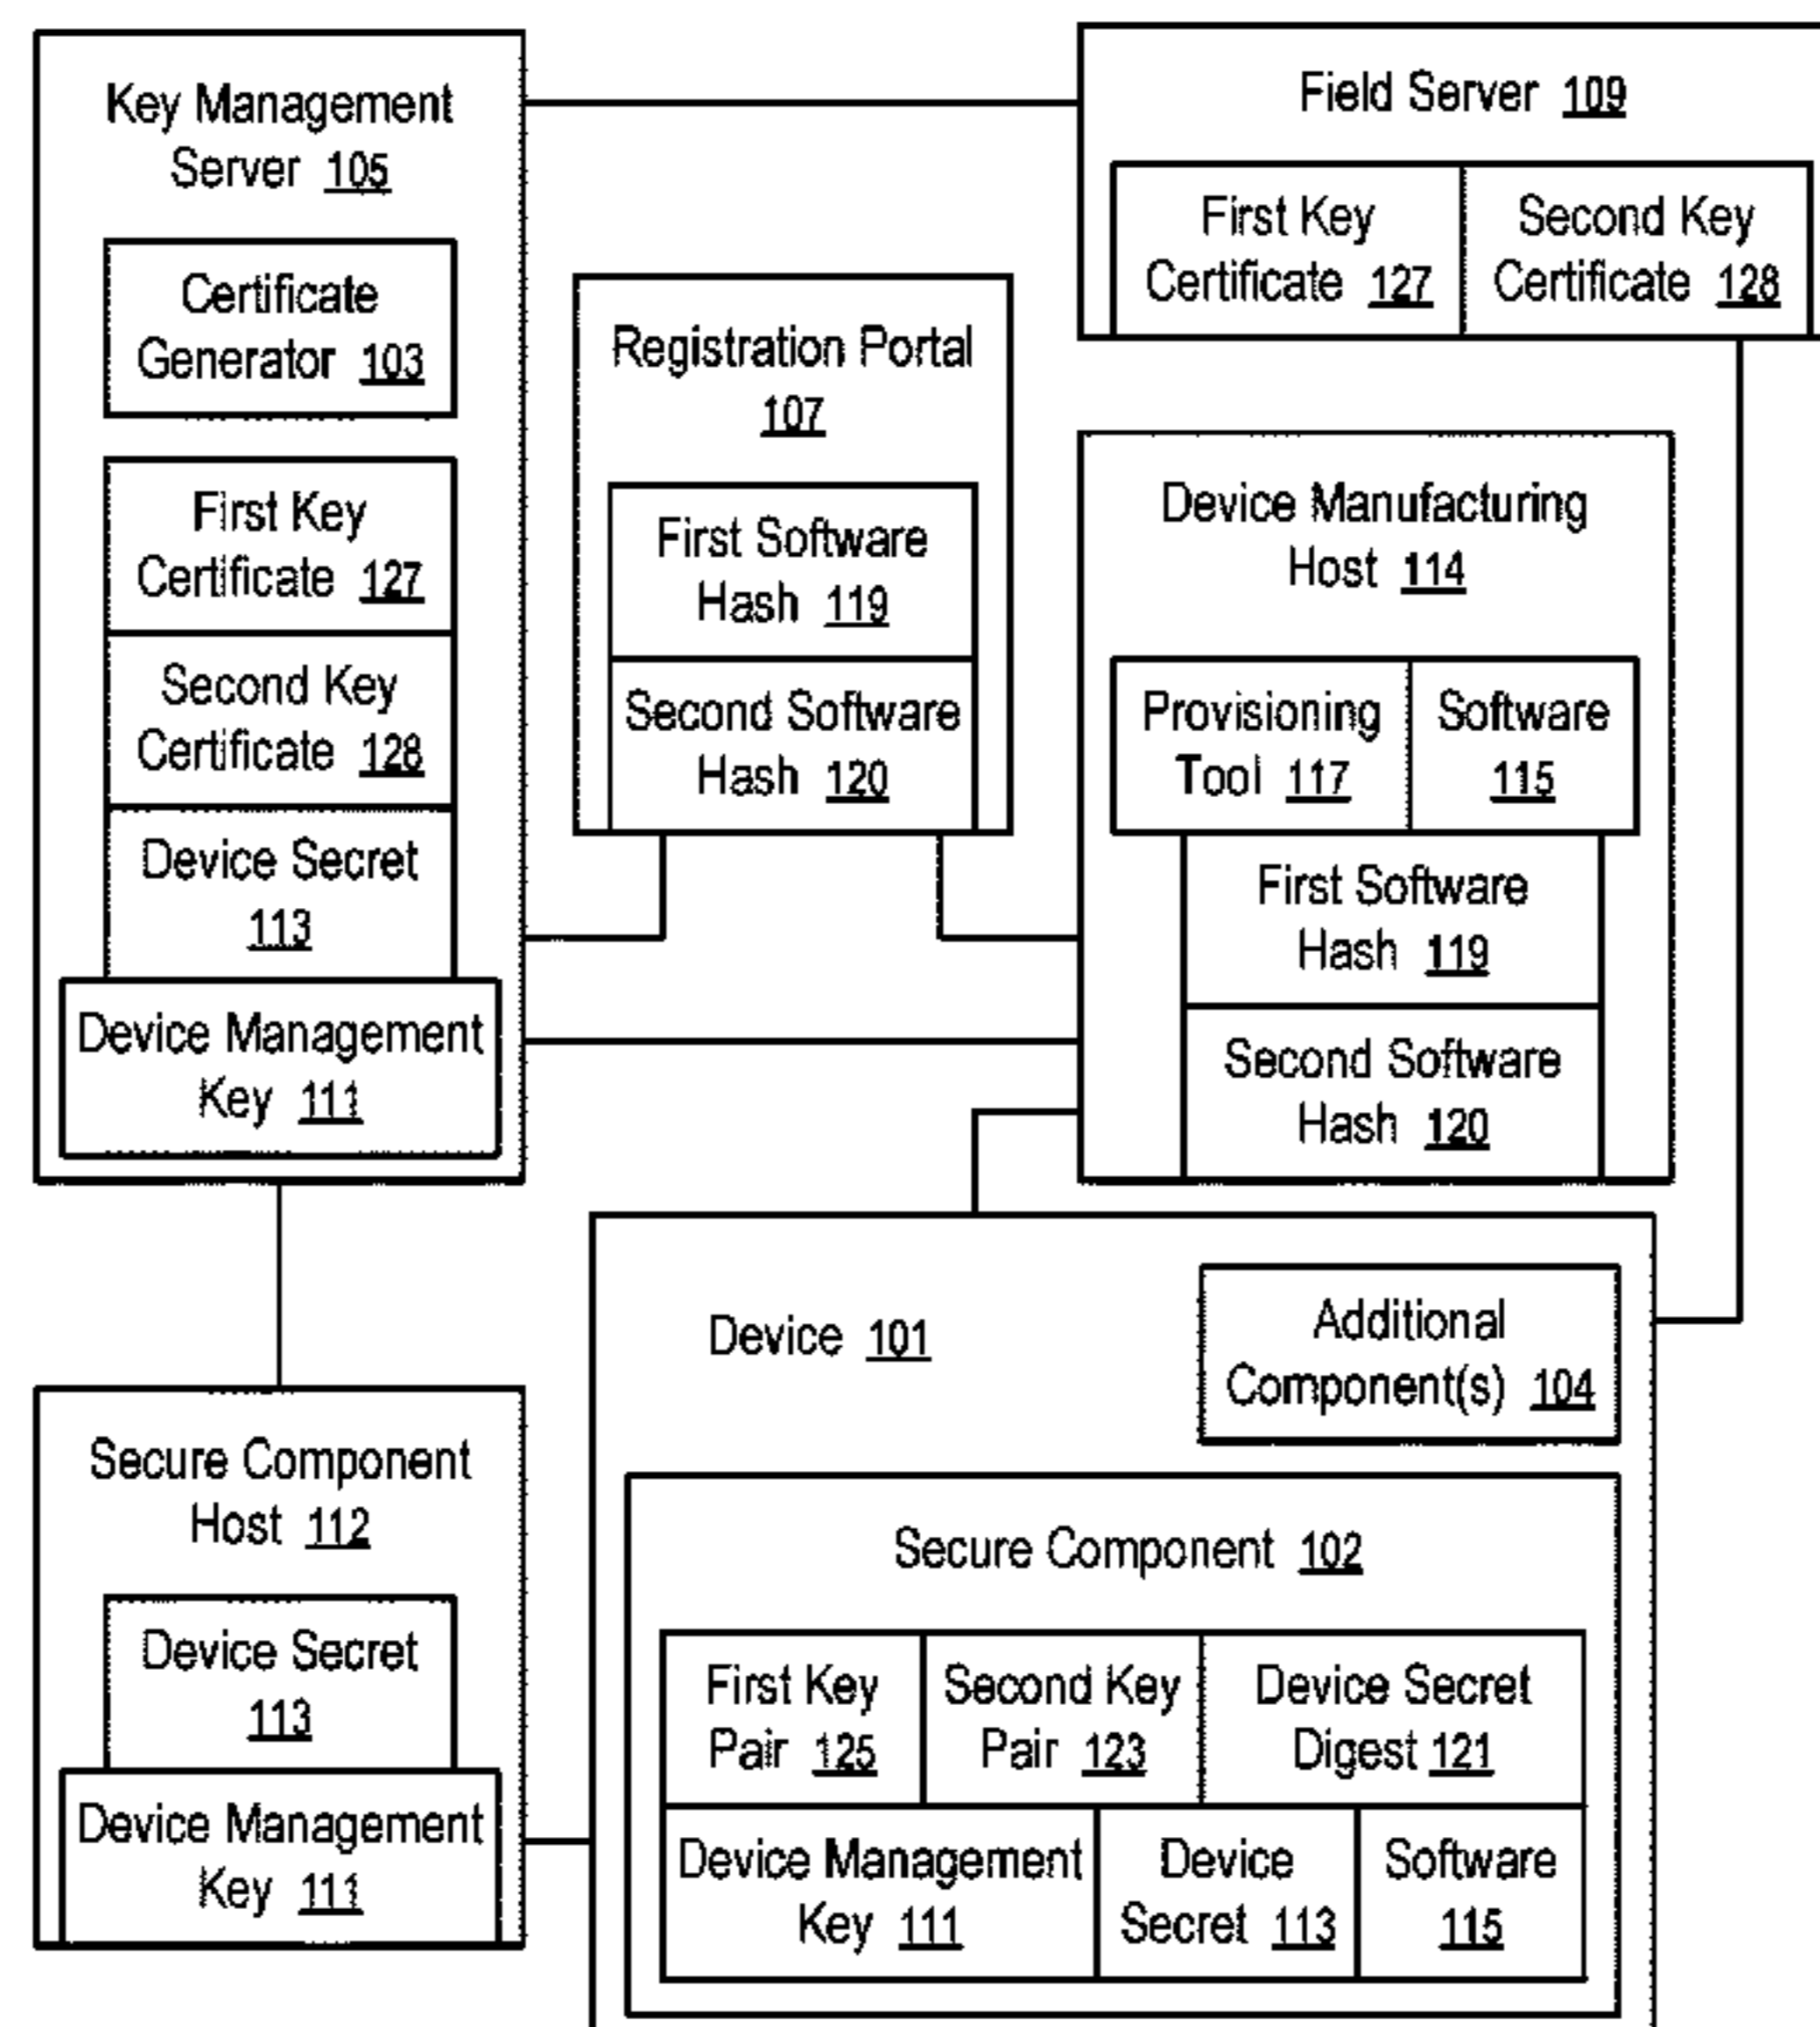 Key Management
Server 105
Certificate
Generator 103
First Key
Certificate 127
Second Key
Certificate 128
Device Secret
113
Device Management
Key 111
Registration Portal
107
First Software
Hash 119
Second Software
Hash 120
Field Server 109
First Key
Certificate 127
Second Key
Certificate 128
Device Manufacturing
Host 114
Provisioning
Tool 117
Software
115
First Software
Hash 119
Second Software
Hash 120
Secure Component
Host 112
Device Secret
113
Device Management
Key 111
Device 101
Additional
Component(s) 104
Secure Component 102
First Key
Pair 125
Second Key
Pair 123
Device Secret
Digest 121
Device Management
Key 111
Device
Secret 113
Software
115